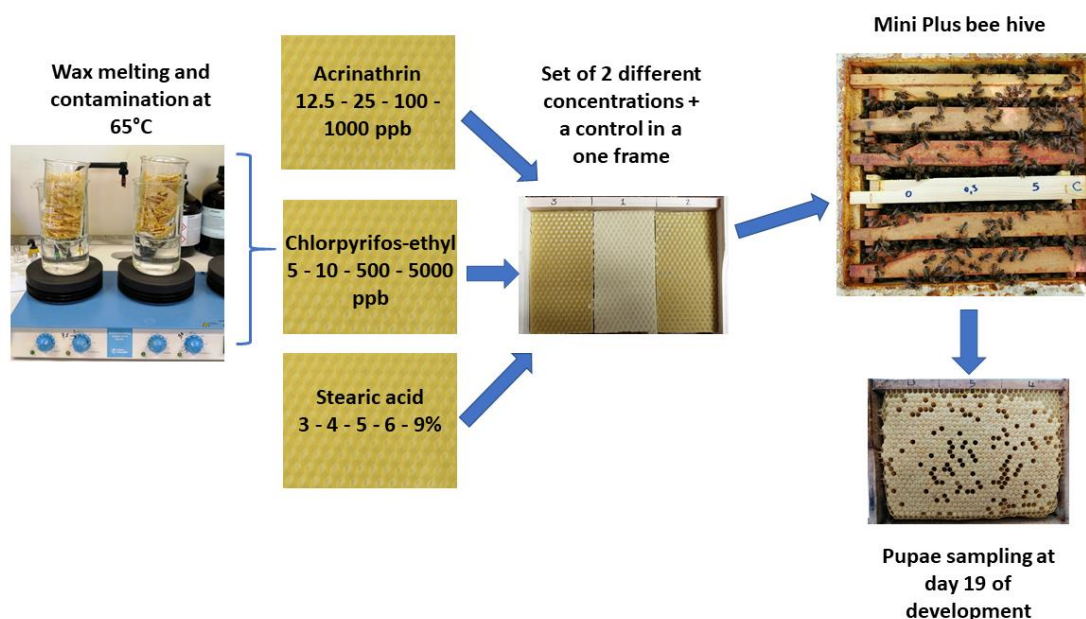 Wax melting and
contamination at
65°C
Acrinathrin
12.5 - 25 - 100 -
1000 ppb
Chlorpyrifos-ethyl
5 - 10 - 500 - 5000
ppb
Stearic acid
3 - 4 - 5 - 6 - 9%
Set of 2 different
concentrations +
a control in a
one frame
3 1 2
Mini Plus bee hive
0 0,5 5 C
Pupae sampling at
day 19 of
development